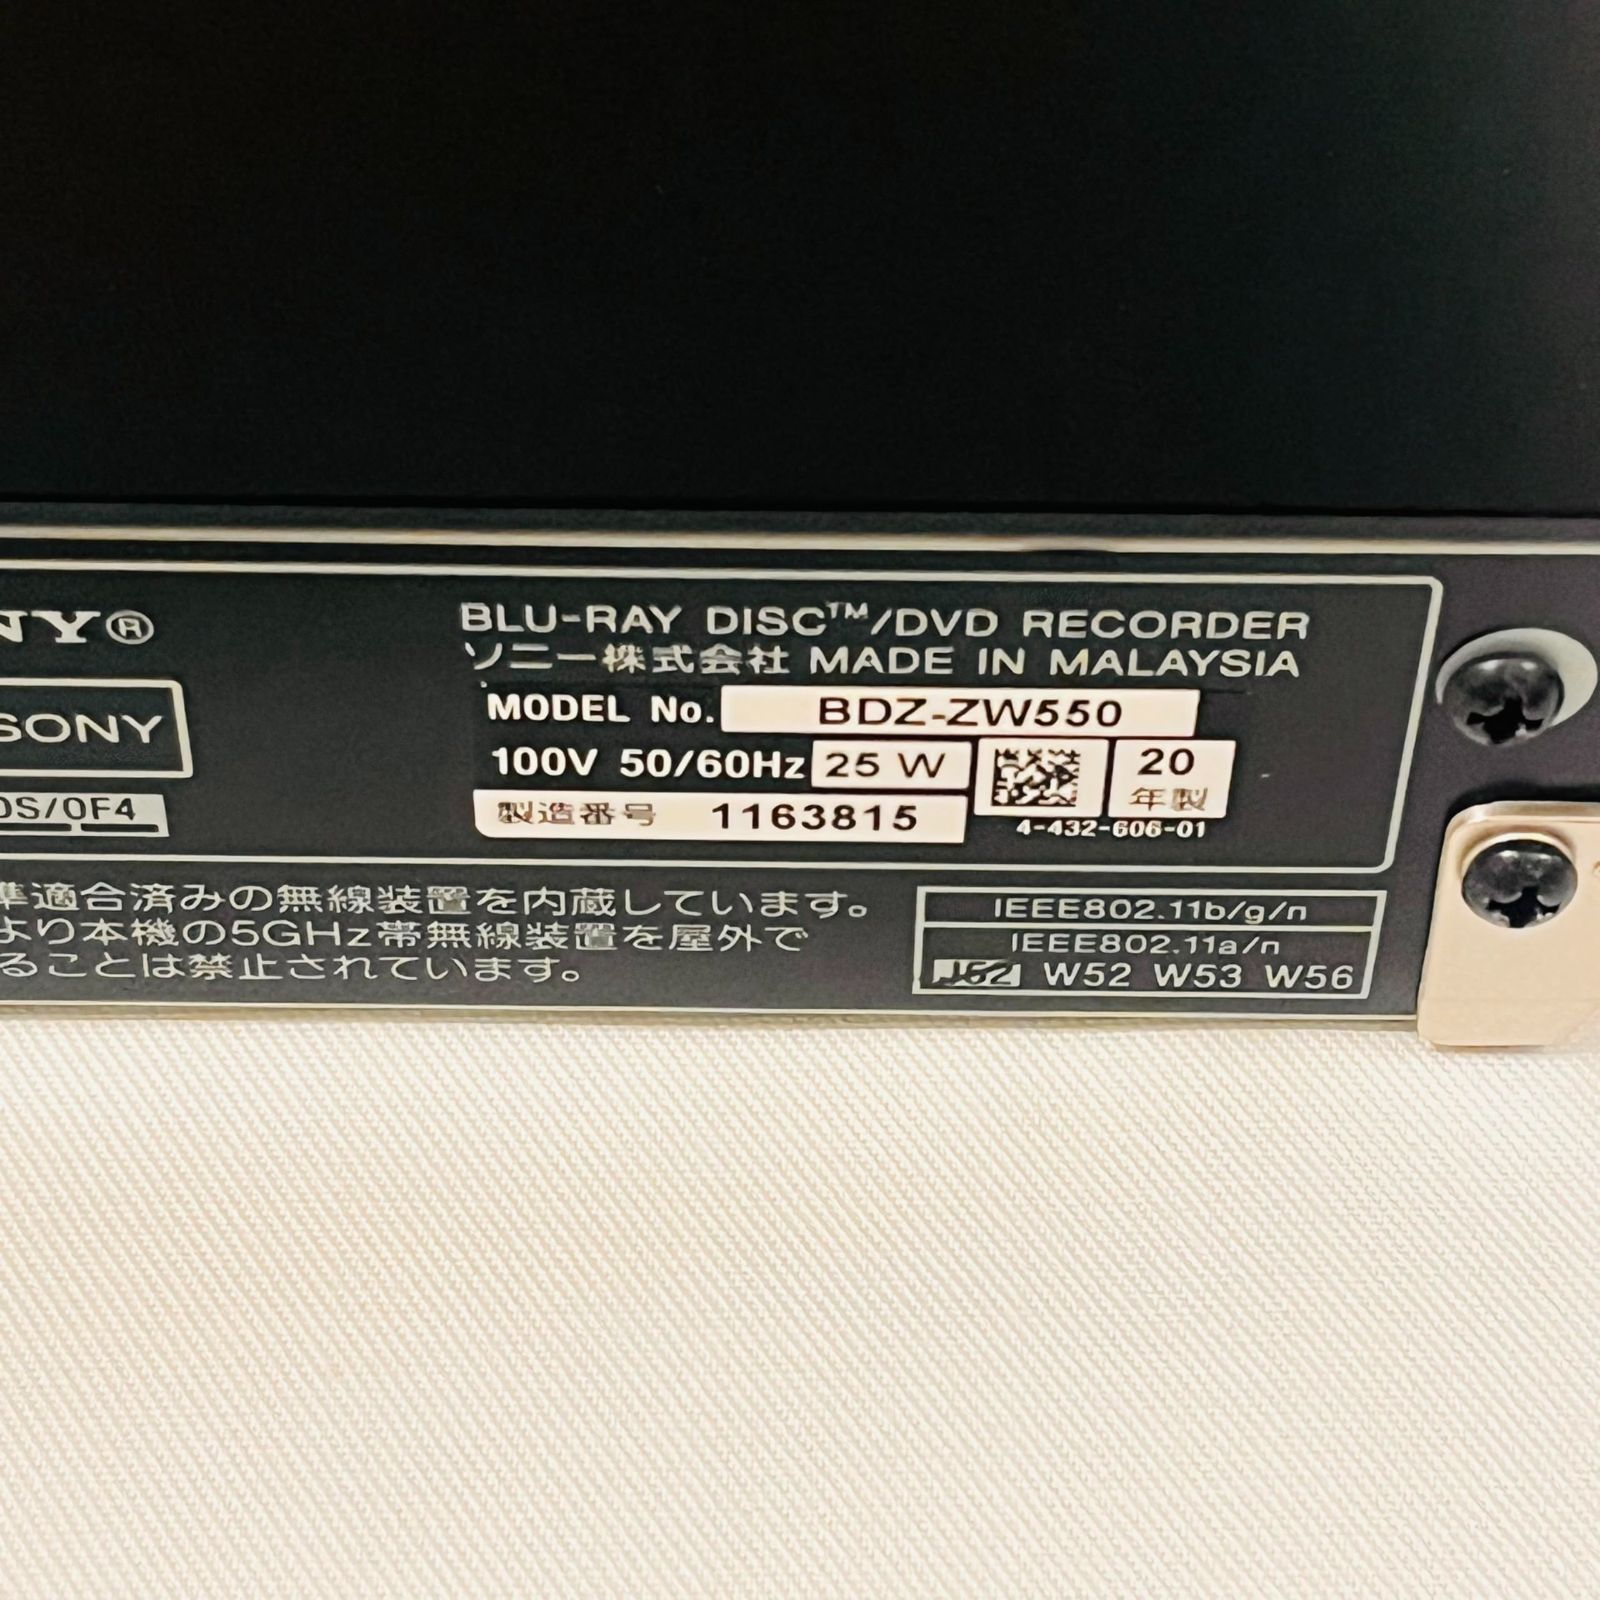 NY®
SONY
0S/0F4
BLU-RAY DISC™/DVD RECORDER
ソニー株式会社 MADE IN MALAYSIA
MODEL No. BDZ-ZW550
100V 50/60Hz 25 W
20
年製
製造番号 1163815
4-432-606-01
準適合済みの無線装置を内蔵しています。
より本機の5GHz帯無線装置を屋外で
ることは禁止されています。
IEEE802.11b/g/n
IEEE802.11a/n
J52 W52 W53 W56